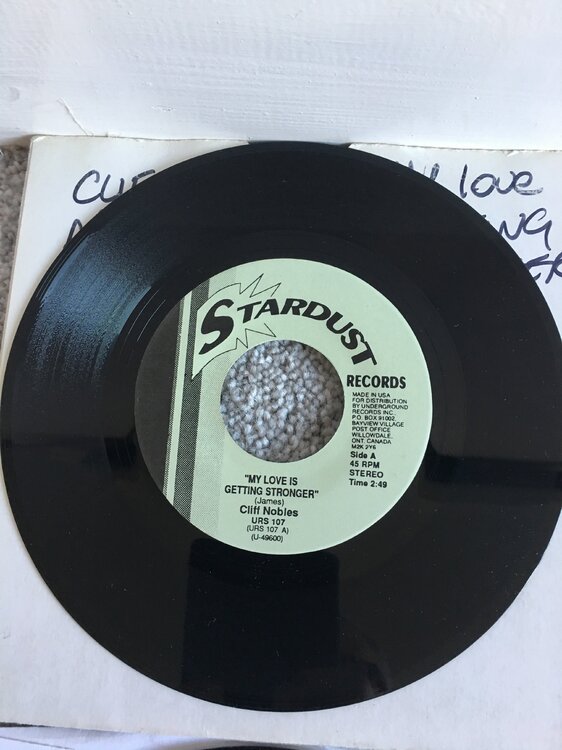 love
NG
STARDUST
RECORDS
MADE IN USA
FOR DISTRIBUTION
BY UNDERGROUND
RECORDS INC.
P.O. BOX 91002
BAYVIEW VILLAGE
POST OFFICE
WILLOWDALE,
ONT. CANADA
M2K 2Y6
Side A
45 RPM
STEREO
Time 2:49
"MY LOVE IS
GETTING STRONGER"
(James)
Cliff Nobles
URS 107
(URS 107 A)
(U-49600)